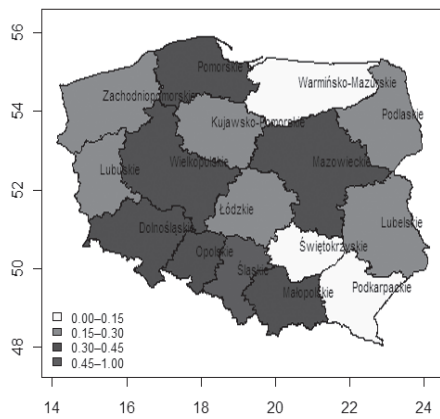 56
54
52
50
48
Pomorskie
Warmińsko-Mazurskie
Zachodniopomorskie
Podlaskie
Kujawsko-Pomorskie
Wielkopolskie
Mazowieckie
Lubuskie
Łódzkie
Lubelskie
Dolnośląskie
Świętokrzyskie
Opolskie
Śląskie
Podkarpackie
Małopolskie
0.00–0.15
0.15–0.30
0.30–0.45
0.45–1.00
14 16 18 20 22 24